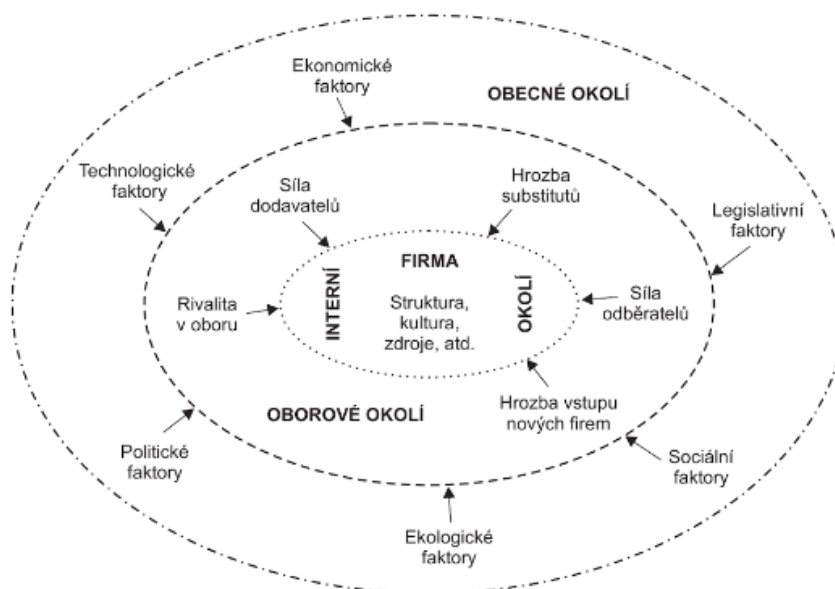 Ekonomické
faktory
OBECNÉ OKOLÍ
Technologické
faktory
Síla
dodavatelů
Hrozba
substitutů
Legislativní
faktory
FIRMA
INTERNÍ
OKOLÍ
Struktura,
kultura,
zdroje, atd.
Rivalita
v oboru
Síla
odběratelů
OBOROVÉ OKOLÍ
Hrozba vstupu
nových firem
Politické
faktory
Sociální
faktory
Ekologické
faktory